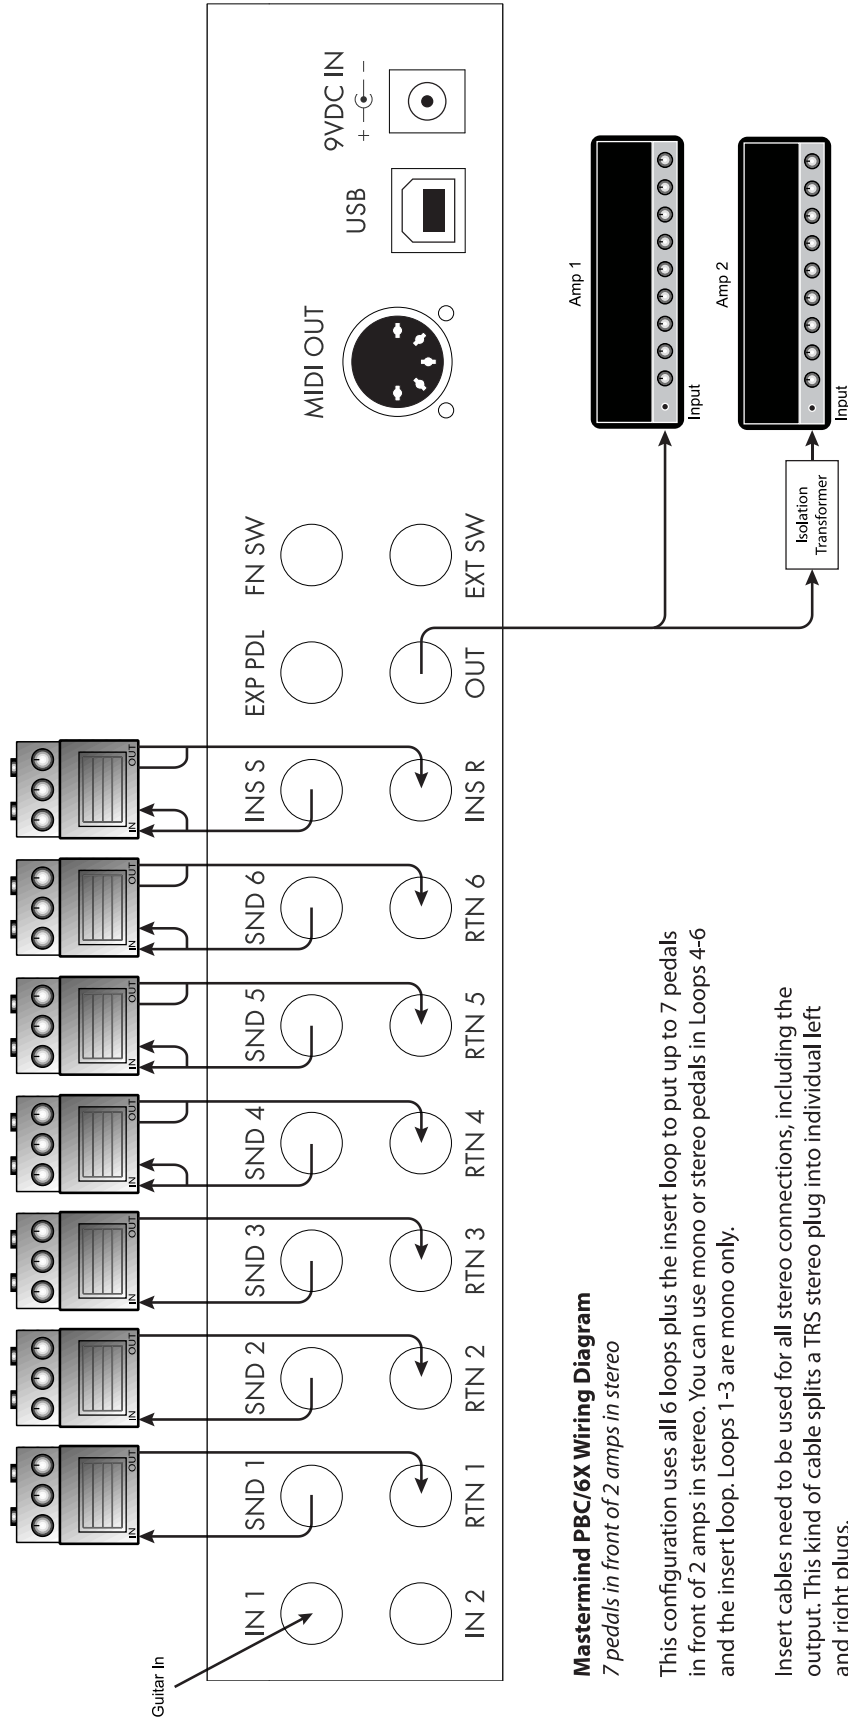 Guitar In
IN 1
SND 1
SND 2
SND 3
SND 4
SND 5
SND 6
INS S
EXP PDL
FN SW
MIDI OUT
USB
9VDC IN
+ −
IN 2
RTN 1
RTN 2
RTN 3
RTN 4
RTN 5
RTN 6
INS R
OUT
EXT SW
IN OUT
IN OUT
IN OUT
IN OUT
IN OUT
IN OUT
IN OUT
Amp 1
Input
Amp 2
Input
Isolation
Transformer
Mastermind PBC/6X Wiring Diagram
7 pedals in front of 2 amps in stereo
This configuration uses all 6 loops plus the insert loop to put up to 7 pedals
in front of 2 amps in stereo. You can use mono or stereo pedals in Loops 4-6
and the insert loop. Loops 1-3 are mono only.
Insert cables need to be used for all stereo connections, including the
output. This kind of cable splits a TRS stereo plug into individual left
and right plugs.